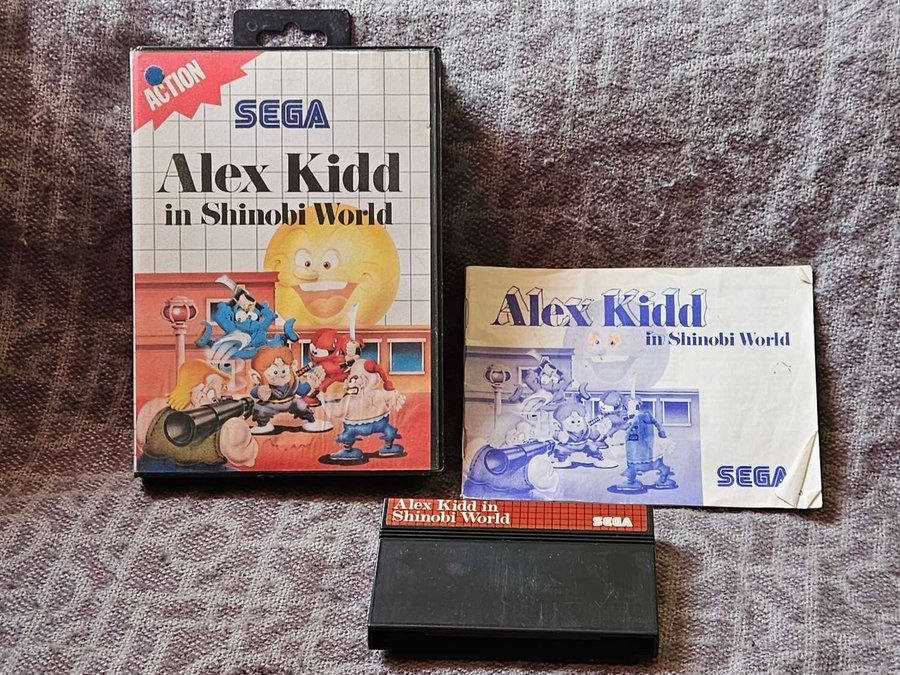 ACTION
SEGA
Alex Kidd
in Shinobi World
Alex Kidd
in Shinobi World
SEGA
Alex Kidd in
Shinobi World
SEGA